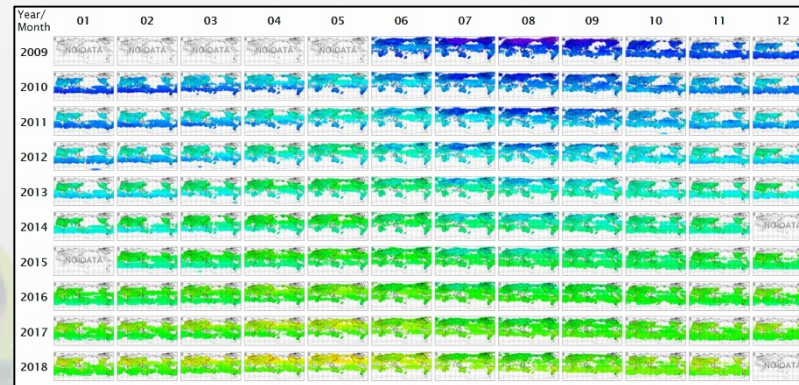 Year/
Month 01 02 03 04 05 06 07 08 09 10 11 12
2009 NO DATA NO DATA NO DATA NO DATA NO DATA
2010
2011
2012
2013
2014 NO DATA
2015 NO DATA
2016
2017
2018 NO DATA